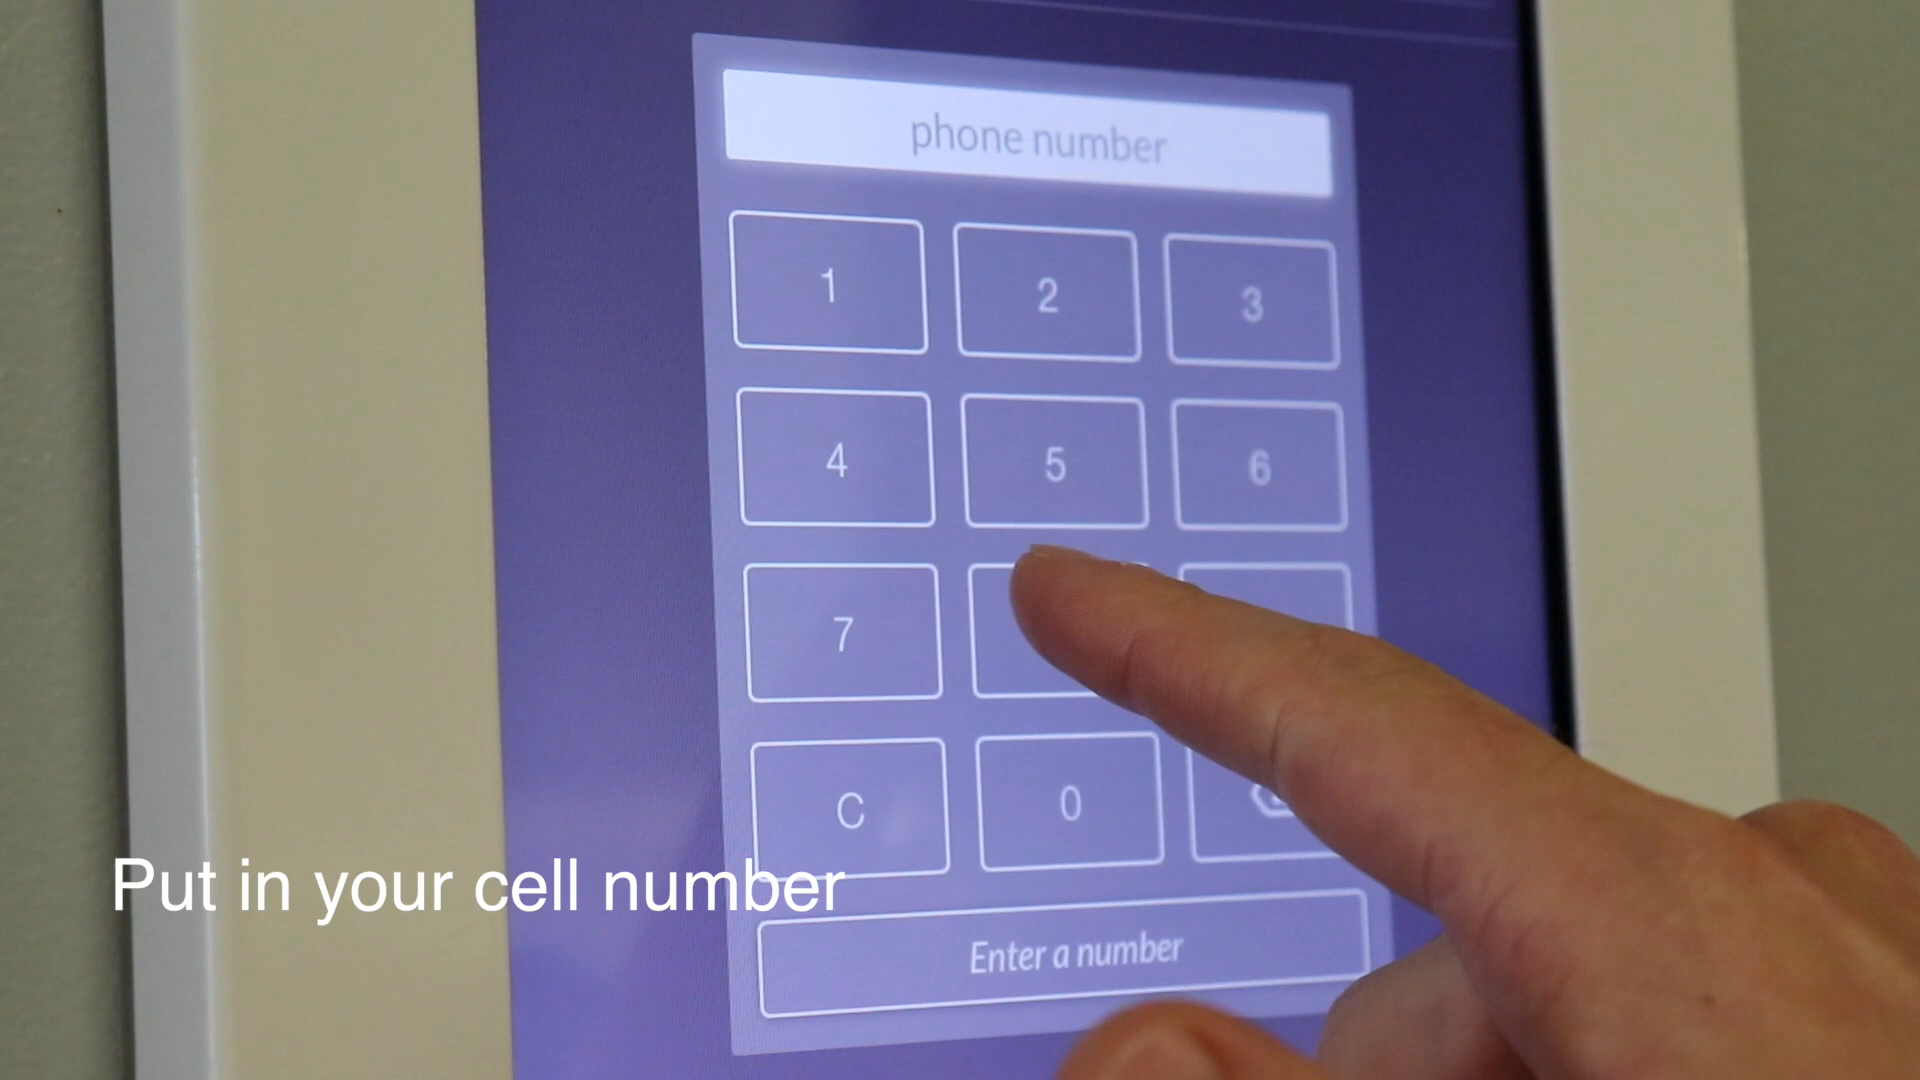 phone number
1 2 3
4 5 6
7
C 0
Put in your cell number
Enter a number